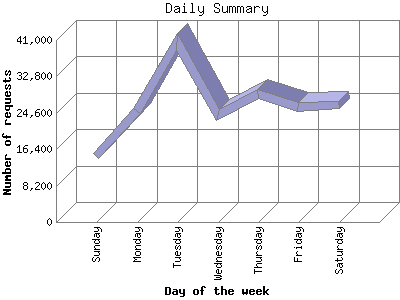 Daily Summary
Number of requests
41,000
32,800
24,600
16,400
8,200
0
Sunday
Monday
Tuesday
Wednesday
Thursday
Friday
Saturday
Day of the week